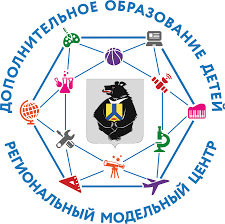 ДОПОЛНИТЕЛЬНОЕ ОБРАЗОВАНИЕ ДЕТЕЙ
РЕГИОНАЛЬНЫЙ МОДЕЛЬНЫЙ ЦЕНТР